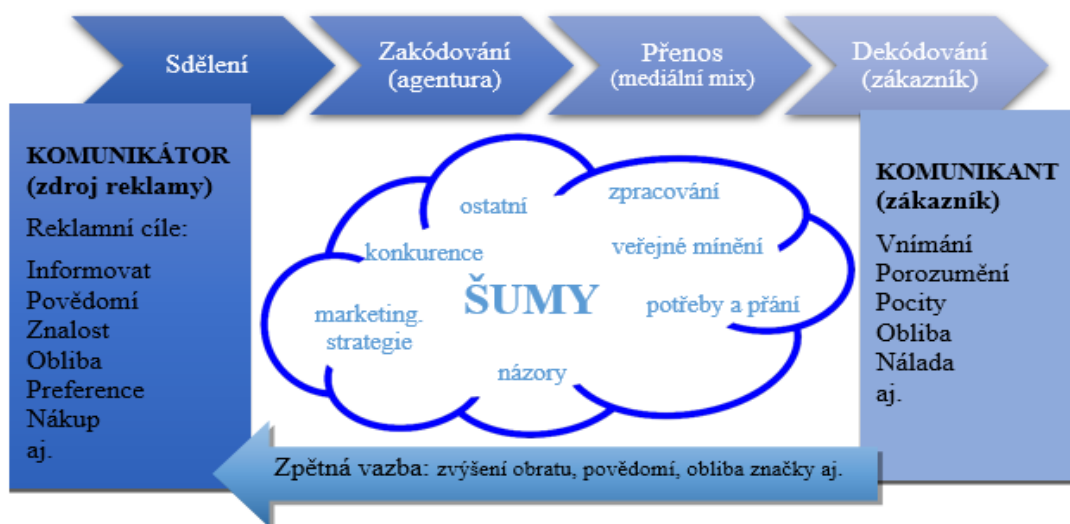 Sdělení
Zakódování
(agentura)
Přenos
(mediální mix)
Dekódování
(zákazník)
KOMUNIKÁTOR
(zdroj reklamy)
Reklamní cíle:
Informovat
Povědomí
Znalost
Obliba
Preference
Nákup
aj.
ostatní
zpracování
konkurence
veřejné mínění
ŠUMY
marketing.
strategie
potřeby a přání
názory
KOMUNIKANT
(zákazník)
Vnímání
Porozumění
Pocity
Obliba
Nálada
aj.
Zpětná vazba: zvýšení obratu, povědomí, obliba značky aj.